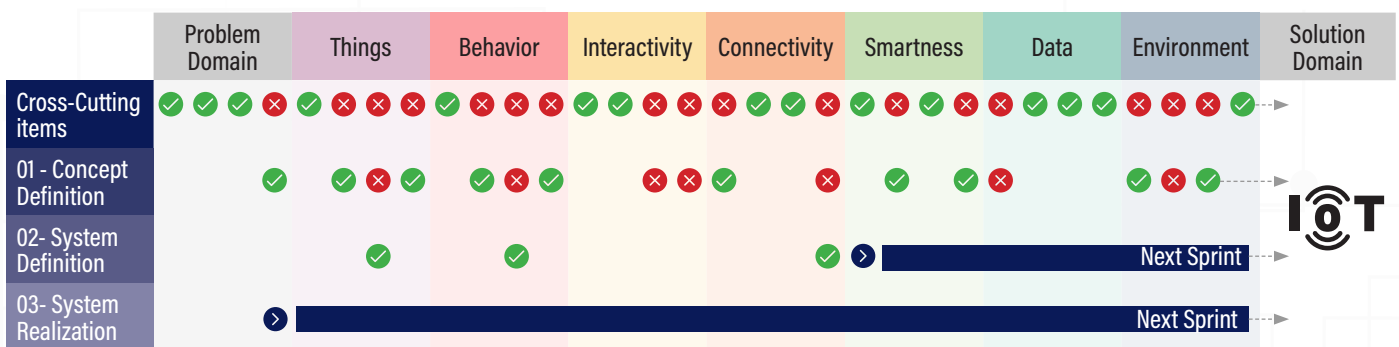 Problem
Domain
Things
Behavior
Interactivity
Connectivity
Smartness
Data
Environment
Solution
Domain
Cross-Cutting
items
01 - Concept
Definition
02- System
Definition
Next Sprint
03- System
Realization
Next Sprint
IoT